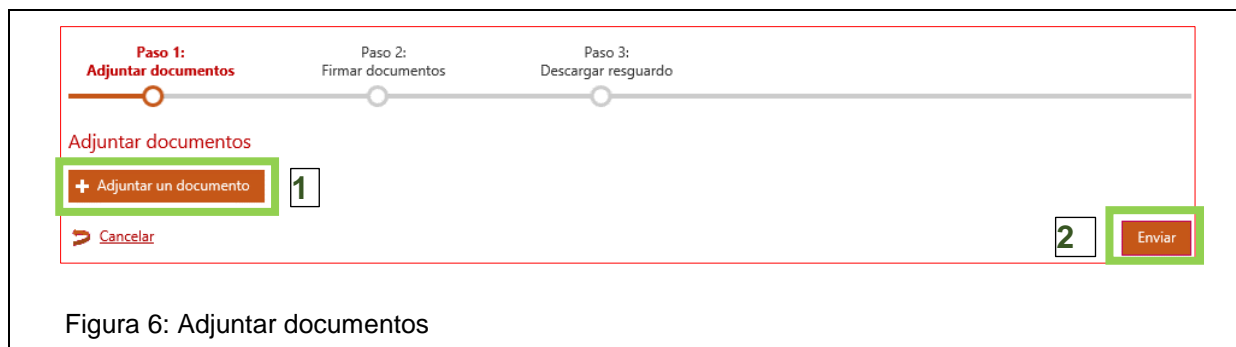 Paso 1:
Adjuntar documentos
Paso 2:
Firmar documentos
Paso 3:
Descargar resguardo
Adjuntar documentos
+ Adjuntar un documento
1
Cancelar
2
Enviar
Figura 6: Adjuntar documentos